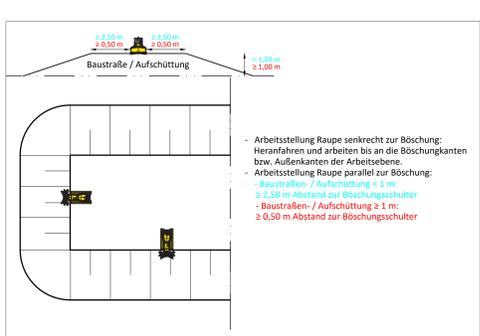 ≥ 2,50 m ≥ 2,50 m
≥ 0,50 m ≥ 0,50 m
< 1,00 m
≥ 1,00 m
Baustraße / Aufschüttung
- Arbeitsstellung Raupe senkrecht zur Böschung:
Heranfahren und arbeiten bis an die Böschungkanten
bzw. Außenkanten der Arbeitsebene.
- Arbeitsstellung Raupe parallel zur Böschung:
- Baustraßen- / Aufschüttung < 1 m:
≥ 2,50 m Abstand zur Böschungsschulter
- Baustraßen- / Aufschüttung ≥ 1 m:
≥ 0,50 m Abstand zur Böschungsschulter